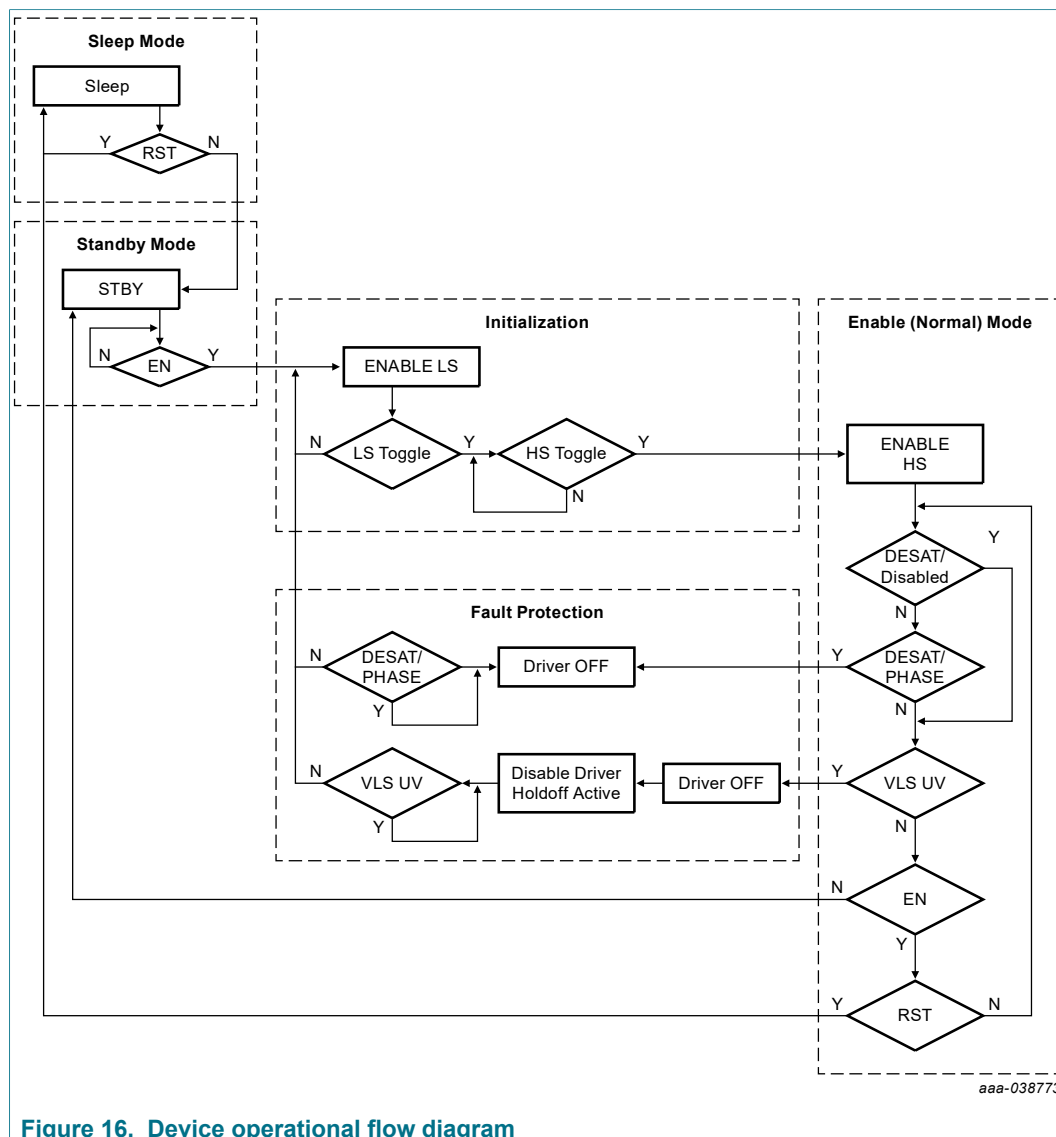 Sleep Mode
Sleep
Y
N
RST
Standby Mode
STBY
N
Y
EN
Initialization
ENABLE LS
N
LS Toggle
Y
HS Toggle
Y
N
Enable (Normal) Mode
ENABLE
HS
Y
DESAT/
Disabled
N
DESAT/
PHASE
Y
N
VLS UV
Y
N
EN
N
Y
RST
Y
N
Fault Protection
N
DESAT/
PHASE
Y
Driver OFF
N
VLS UV
Y
Disable Driver
Holdoff Active
Driver OFF
aaa-038773
Figure 16. Device operational flow diagram